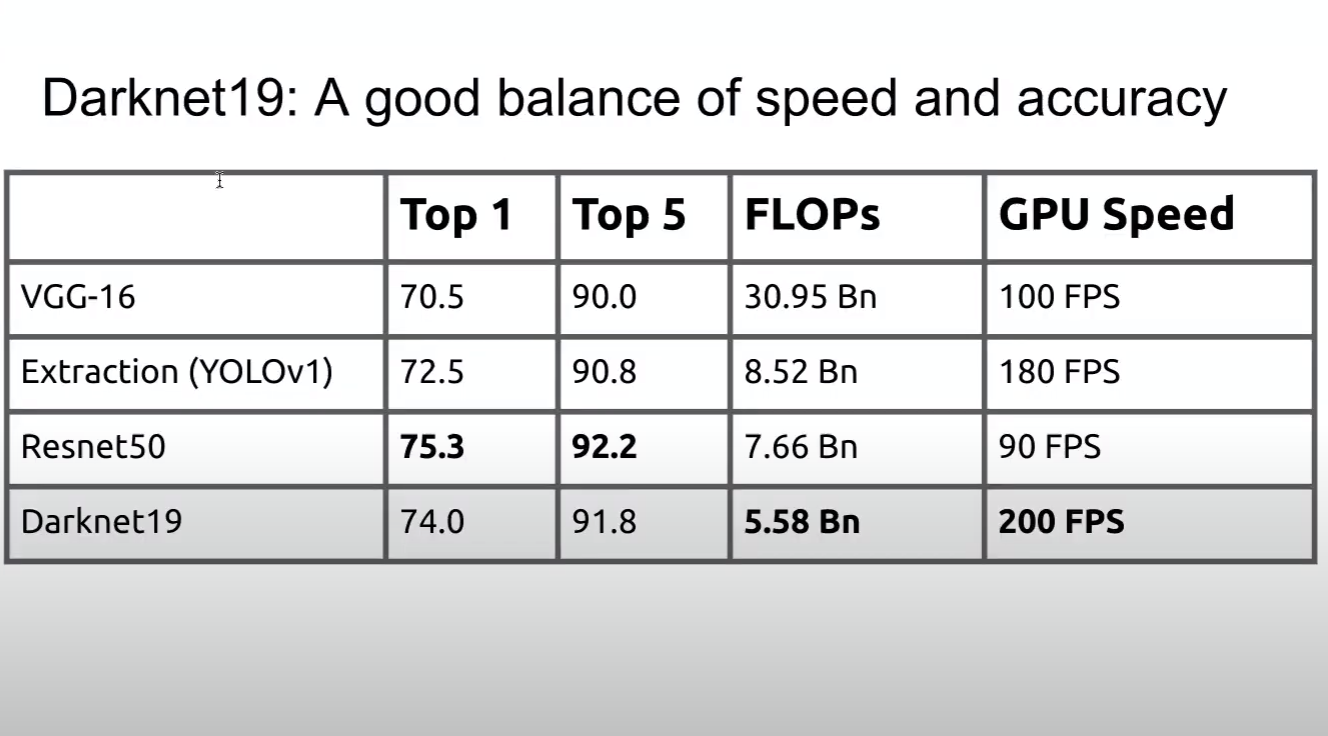 Darknet19: A good balance of speed and accuracy
Top 1 Top 5 FLOPs GPU Speed
VGG-16 70.5 90.0 30.95 Bn 100 FPS
Extraction (YOLOv1) 72.5 90.8 8.52 Bn 180 FPS
Resnet50 75.3 92.2 7.66 Bn 90 FPS
Darknet19 74.0 91.8 5.58 Bn 200 FPS